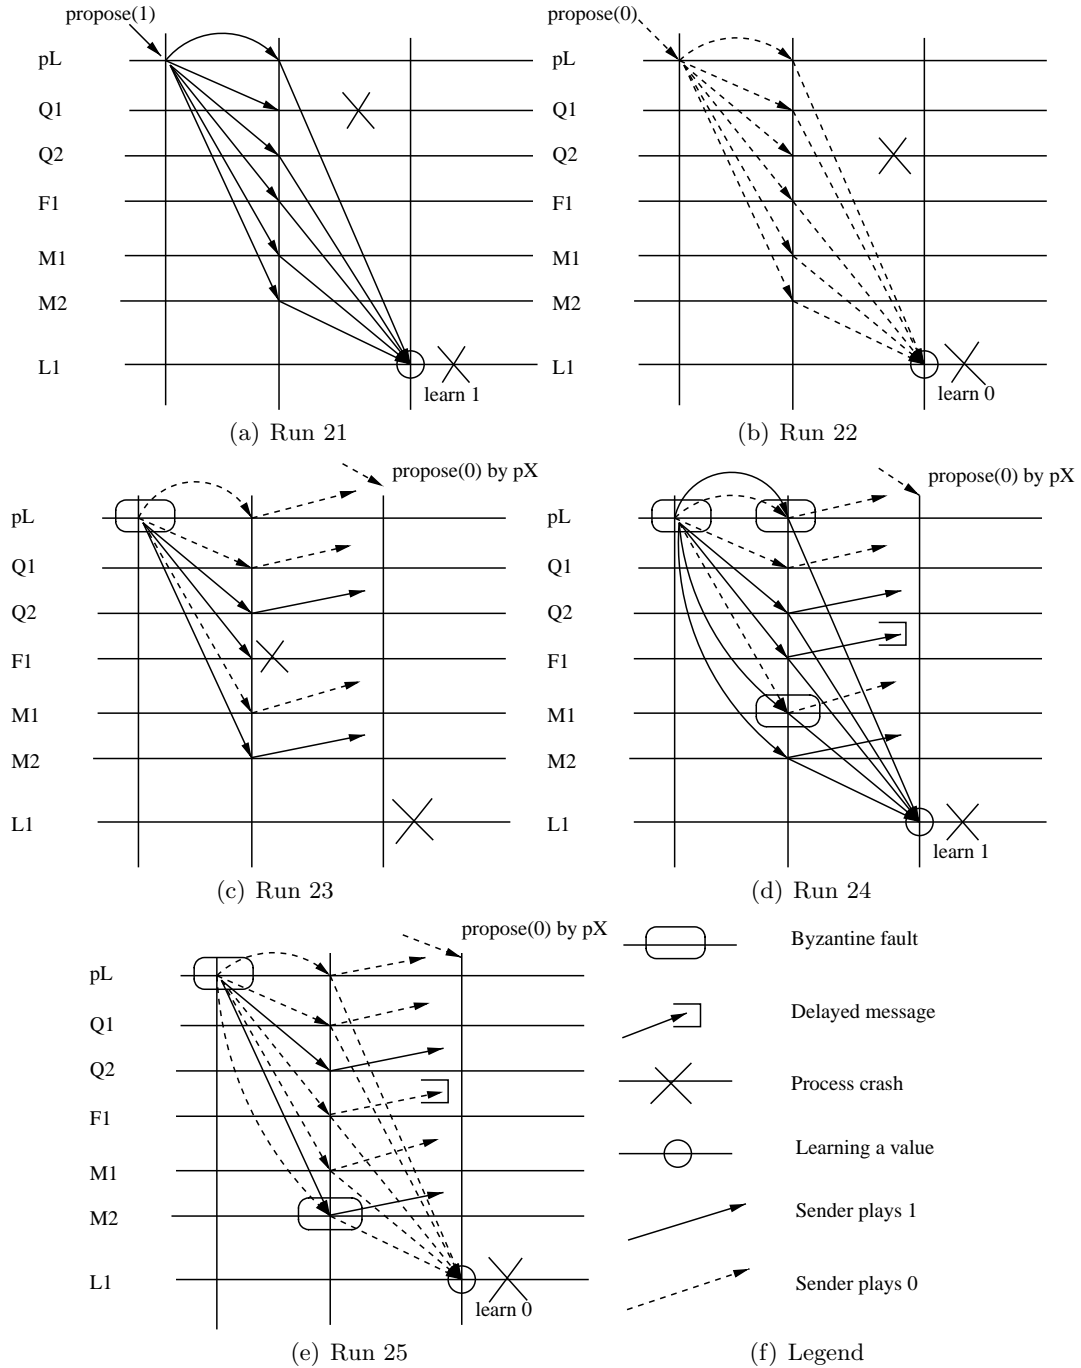 propose(1)
pL
Q1
Q2
F1
M1
M2
L1
learn 1
(a) Run 21
propose(0)
pL
Q1
Q2
F1
M1
M2
L1
learn 0
(b) Run 22
propose(0) by pX
pL
Q1
Q2
F1
M1
M2
L1
(c) Run 23
propose(0) by pX
pL
Q1
Q2
F1
M1
M2
L1
learn 1
(d) Run 24
propose(0) by pX
pL
Q1
Q2
F1
M1
M2
L1
learn 0
(e) Run 25
Byzantine fault
Delayed message
Process crash
Learning a value
Sender plays 1
Sender plays 0
(f) Legend